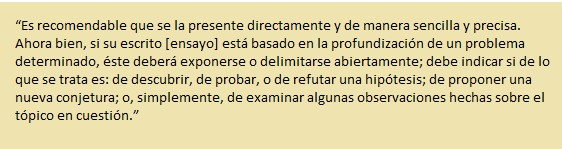 “Es recomendable que se la presente directamente y de manera sencilla y precisa.
Ahora bien, si su escrito [ensayo] está basado en la profundización de un problema
determinado, éste deberá exponerse o delimitarse abiertamente; debe indicar si de lo
que se trata es: de descubrir, de probar, o de refutar una hipótesis; de proponer una
nueva conjetura; o, simplemente, de examinar algunas observaciones hechas sobre el
tópico en cuestión.”